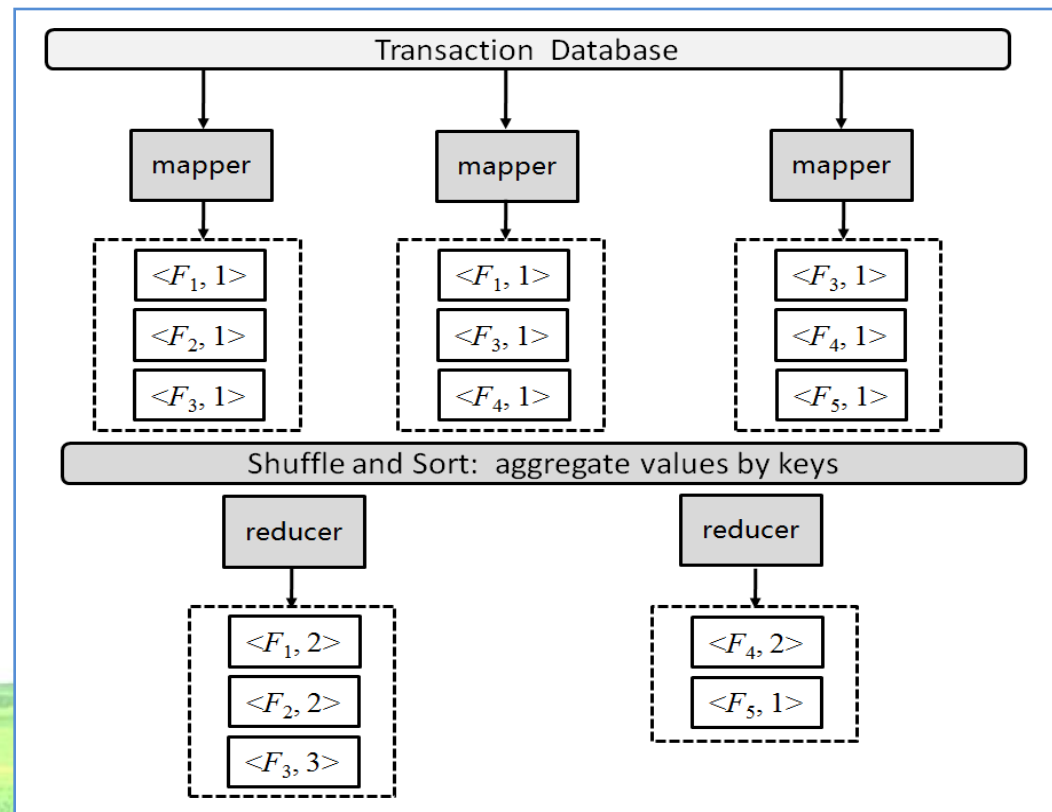 Transaction Database
mapper mapper mapper
<F₁, 1> <F₁, 1> <F₃, 1>
<F₂, 1> <F₃, 1> <F₄, 1>
<F₃, 1> <F₄, 1> <F₅, 1>
Shuffle and Sort: aggregate values by keys
reducer reducer
<F₁, 2> <F₄, 2>
<F₂, 2> <F₅, 1>
<F₃, 3>